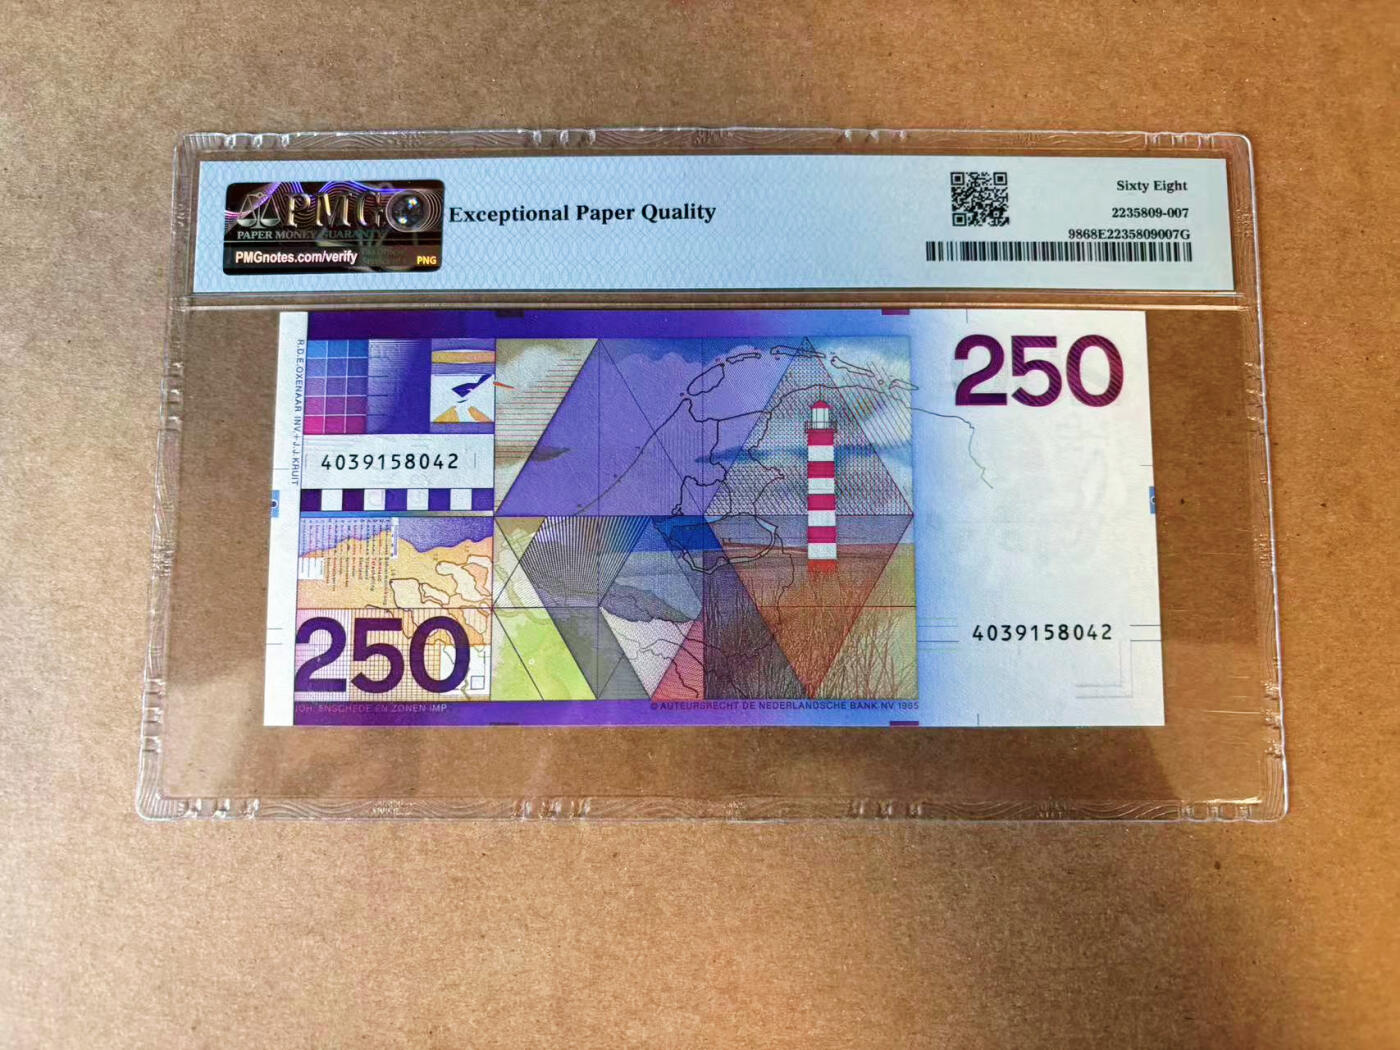 PMG
PAPER MONEY GUARANTY
PMGnotes.com/verify
PNG
Exceptional Paper Quality
Sixty Eight
2235809-007
9868E2235809007G
250
R.D.E.OXENAAR INV + J.J.KRUIT
4039158042
4039158042
250
JOH. ENSCHEDÉ EN ZONEN IMP.
© AUTEURSRECHT DE NEDERLANDSCHE BANK NV 1985